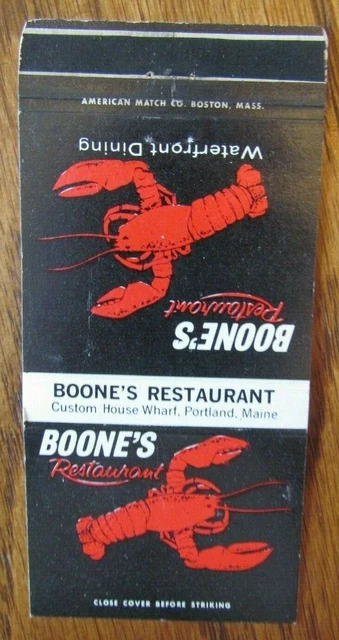 AMERICAN MATCH CO. BOSTON, MASS.
Waterfront Dining
BOONE'S
Restaurant
BOONE'S RESTAURANT
Custom House Wharf, Portland, Maine
BOONE'S
Restaurant
CLOSE COVER BEFORE STRIKING